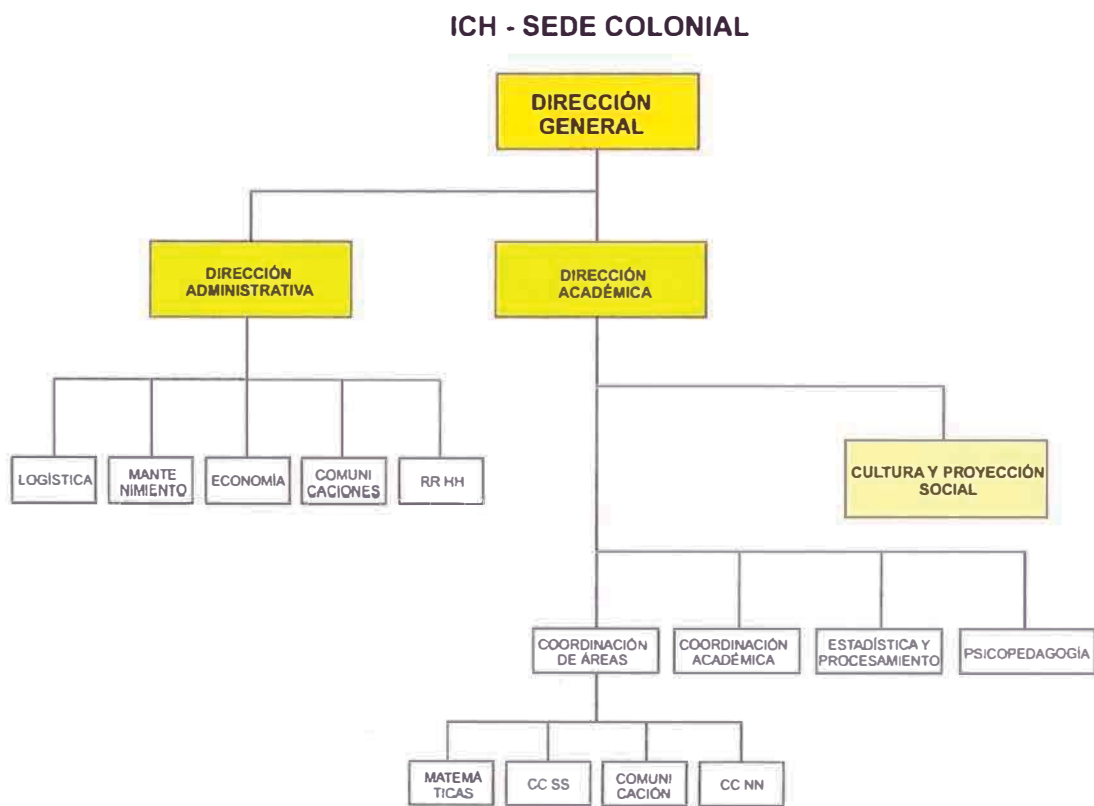 ICH - SEDE COLONIAL
DIRECCIÓN
GENERAL
DIRECCIÓN
ADMINISTRATIVA
DIRECCIÓN
ACADÉMICA
LOGÍSTICA
MANTE
NIMIENTO
ECONOMÍA
COMUNI
CACIONES
RR HH
CULTURA Y PROYECCIÓN
SOCIAL
COORDINACIÓN
DE ÁREAS
COORDINACIÓN
ACADÉMICA
ESTADÍSTICA Y
PROCESAMIENTO
PSICOPEDAGOGÍA
MATEMA
TICAS
CC SS
COMUNI
CACIÓN
CC NN